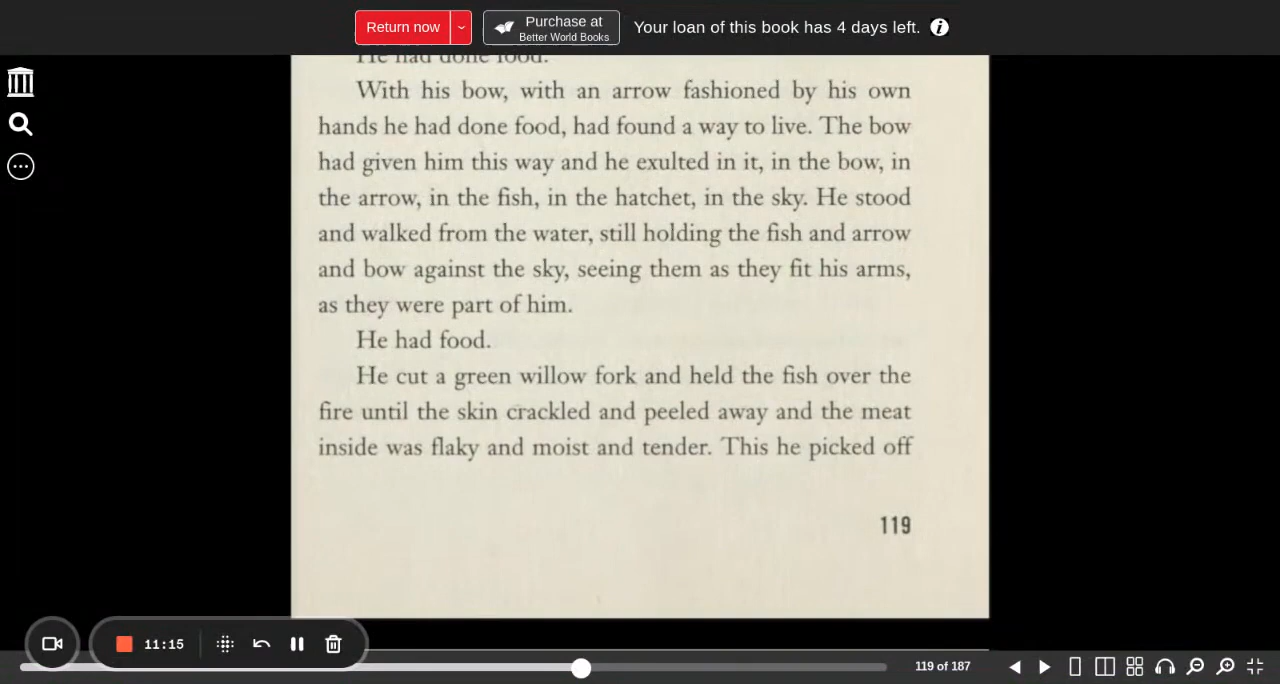 Return now
Purchase at
Better World Books
Your loan of this book has 4 days left.
He had done food.
With his bow, with an arrow fashioned by his own
hands he had done food, had found a way to live. The bow
had given him this way and he exulted in it, in the bow, in
the arrow, in the fish, in the hatchet, in the sky. He stood
and walked from the water, still holding the fish and arrow
and bow against the sky, seeing them as they fit his arms,
as they were part of him.
He had food.
He cut a green willow fork and held the fish over the
fire until the skin crackled and peeled away and the meat
inside was flaky and moist and tender. This he picked off
119
11:15
119 of 187